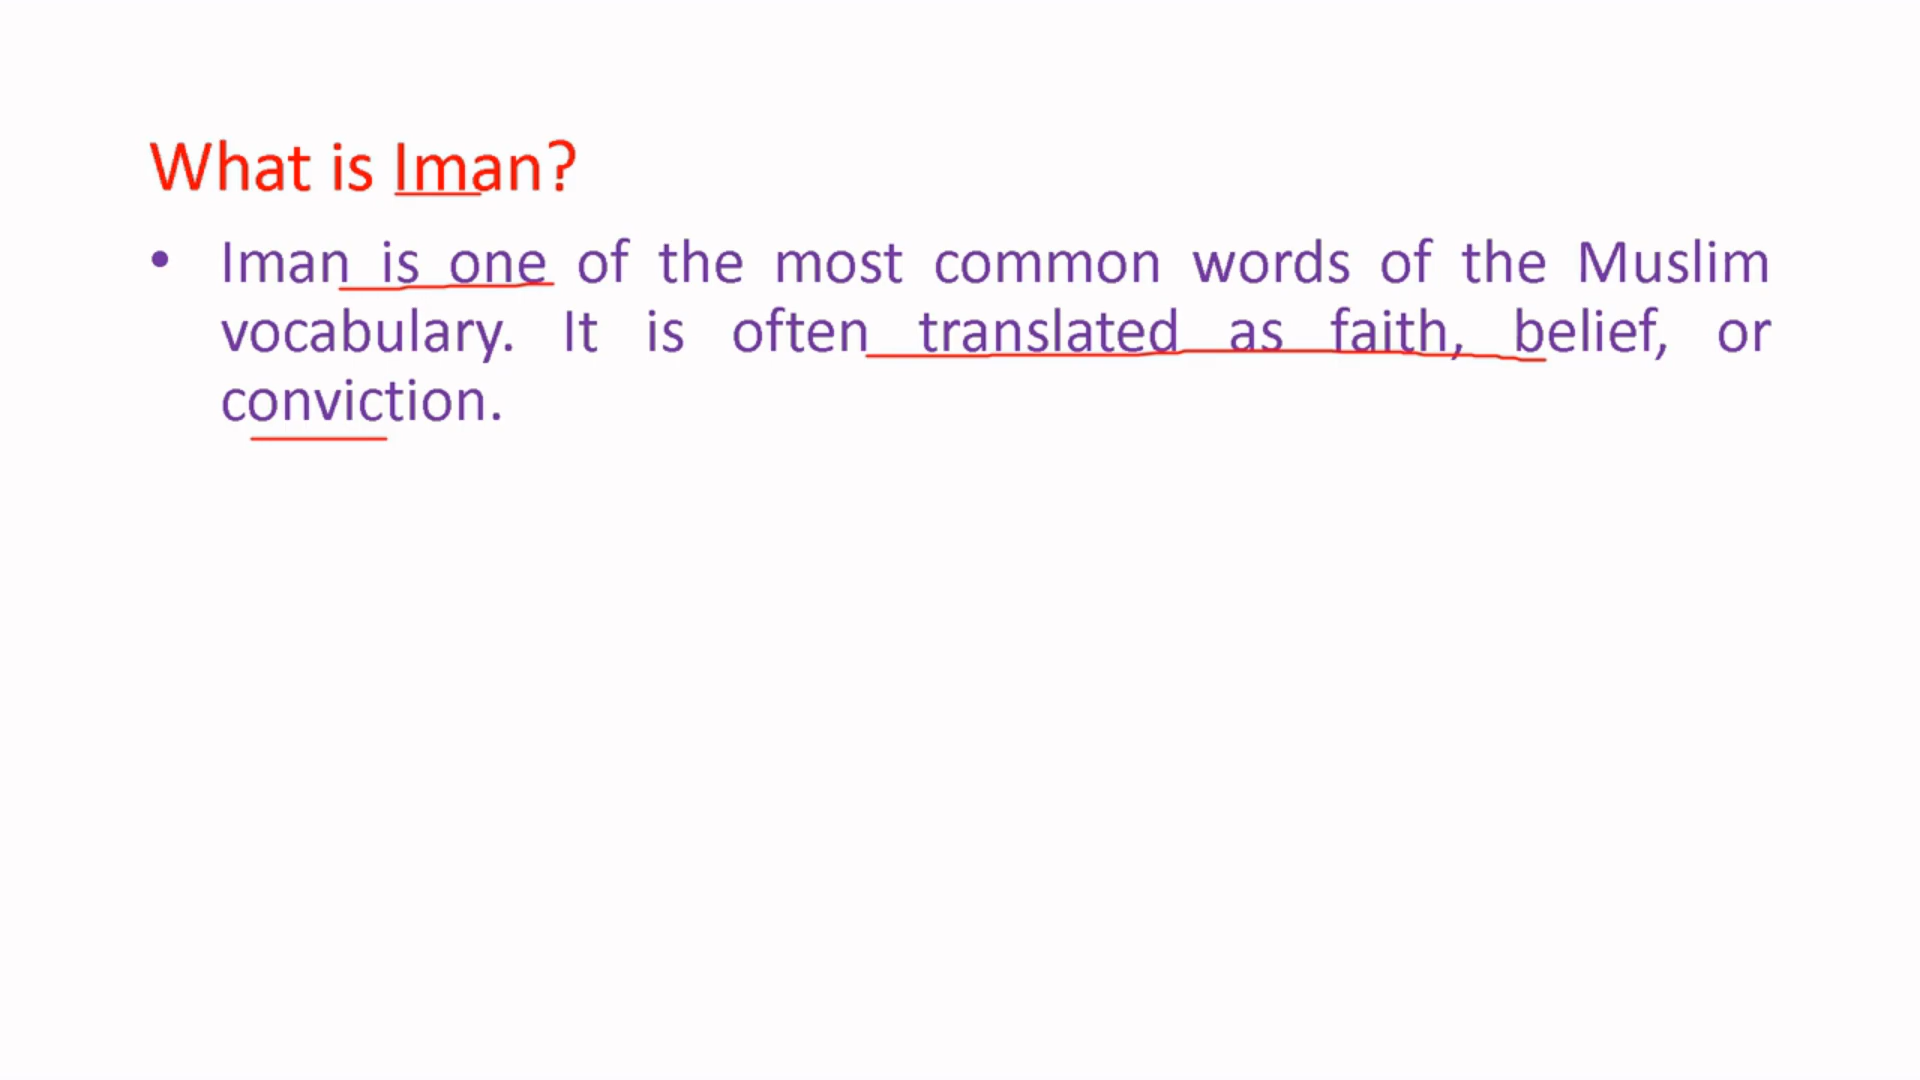 What is Iman?
• Iman is one of the most common words of the Muslim
vocabulary. It is often translated as faith, belief, or
conviction.